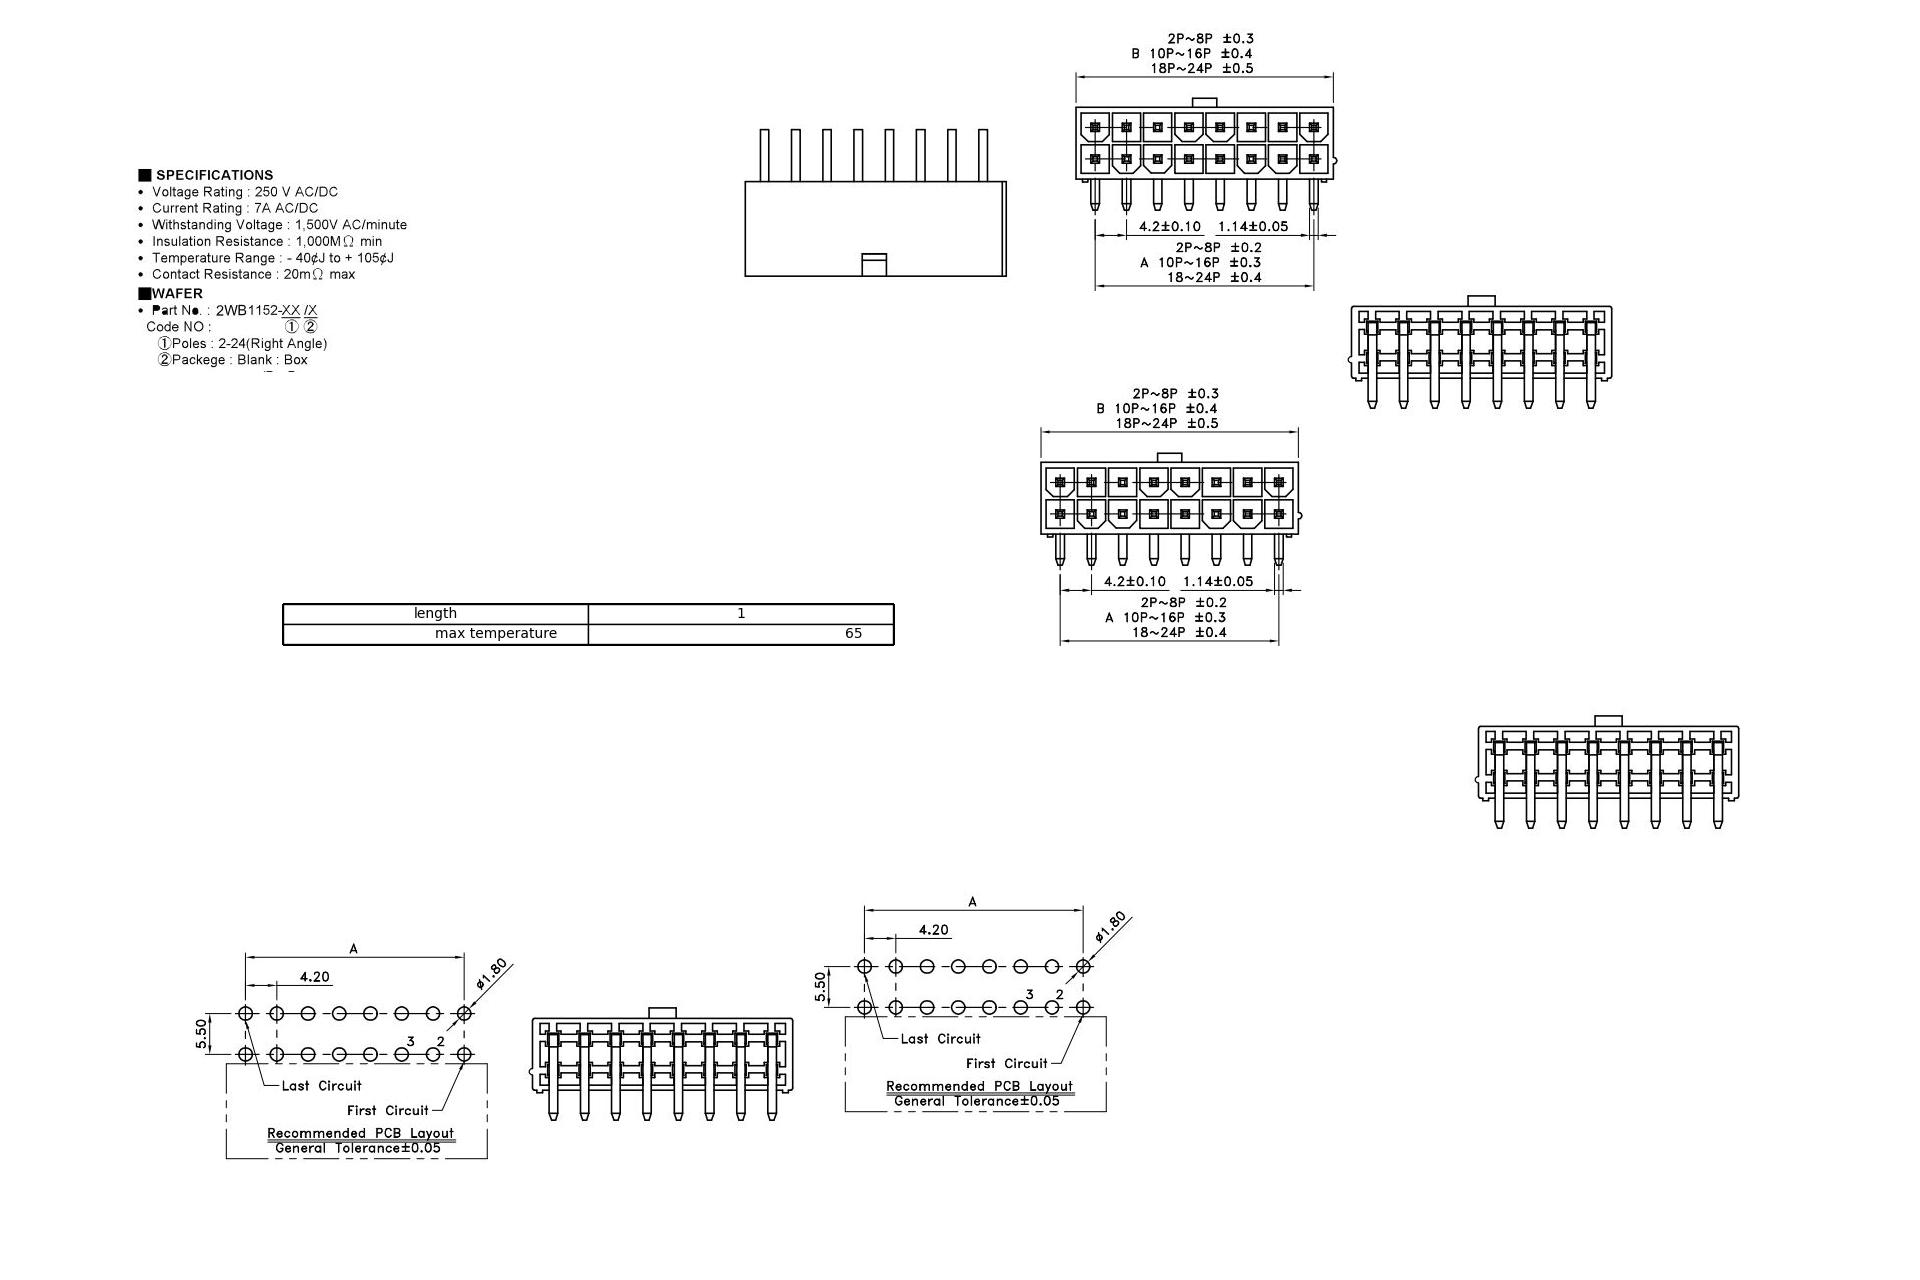 2P~8P ±0.3
B 10P~16P ±0.4
18P~24P ±0.5
4.2±0.10 1.14±0.05
2P~8P ±0.2
A 10P~16P ±0.3
18~24P ±0.4
■ SPECIFICATIONS
• Voltage Rating : 250 V AC/DC
• Current Rating : 7A AC/DC
• Withstanding Voltage : 1,500V AC/minute
• Insulation Resistance : 1,000MΩ min
• Temperature Range : - 40¢J to + 105¢J
• Contact Resistance : 20mΩ max
■WAFER
• Part No. : 2WB1152-XX /X
Code NO : ① ②
①Poles : 2-24(Right Angle)
②Packege : Blank : Box
2P~8P ±0.3
B 10P~16P ±0.4
18P~24P ±0.5
4.2±0.10 1.14±0.05
2P~8P ±0.2
A 10P~16P ±0.3
18~24P ±0.4
length 1
max temperature 65
A
4.20
ø1.80
5.50
3 2
Last Circuit
First Circuit
Recommended PCB Layout
General Tolerance±0.05
A
4.20
ø1.80
5.50
3 2
Last Circuit
First Circuit
Recommended PCB Layout
General Tolerance±0.05